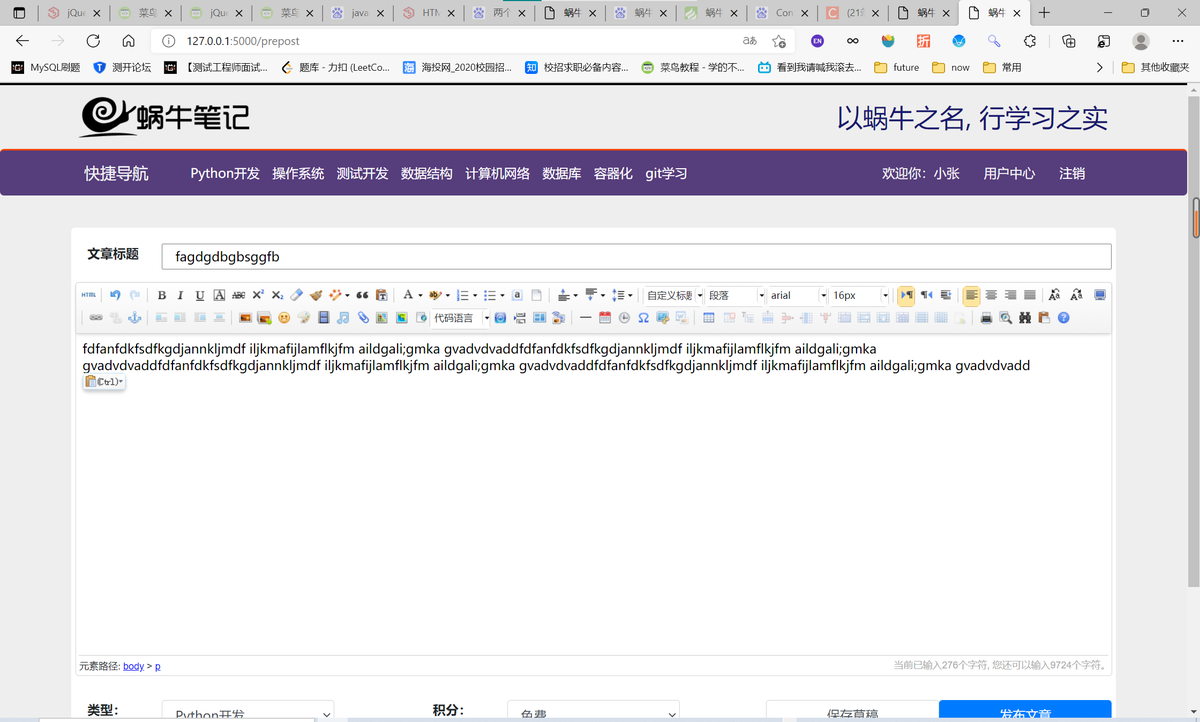 jQue
菜鸟
jQue
菜鸟
java
HTM
两个
蜗牛
蜗牛
蜗牛
Con
(21条
蜗牛
蜗牛
127.0.0.1:5000/prepost
MySQL刷题
测开论坛
【测试工程师面试...
题库 - 力扣 (LeetCo...
海投网_2020校园招...
校招求职必备内容...
菜鸟教程 - 学的不...
看到我请喊我滚去...
future
now
常用
其他收藏夹
蜗牛笔记
以蜗牛之名, 行学习之实
快捷导航 Python开发 操作系统 测试开发 数据结构 计算机网络 数据库 容器化 git学习 欢迎你：小张 用户中心 注销
文章标题 fagdgdbgbsggfb
HTML 自定义标题 段落 arial 16px
代码语言
fdfanfdkfsdfkgdjannkljmdf iljkmafijlamflkjfm aildgali;gmka gvadvdvaddfdfanfdkfsdfkgdjannkljmdf iljkmafijlamflkjfm aildgali;gmka
gvadvdvaddfdfanfdkfsdfkgdjannkljmdf iljkmafijlamflkjfm aildgali;gmka gvadvdvaddfdfanfdkfsdfkgdjannkljmdf iljkmafijlamflkjfm aildgali;gmka gvadvdvadd
(Ctrl)
元素路径: body > p
当前已输入276个字符, 您还可以输入9724个字符。
类型： Python开发 积分： 免费 保存草稿 发布文章